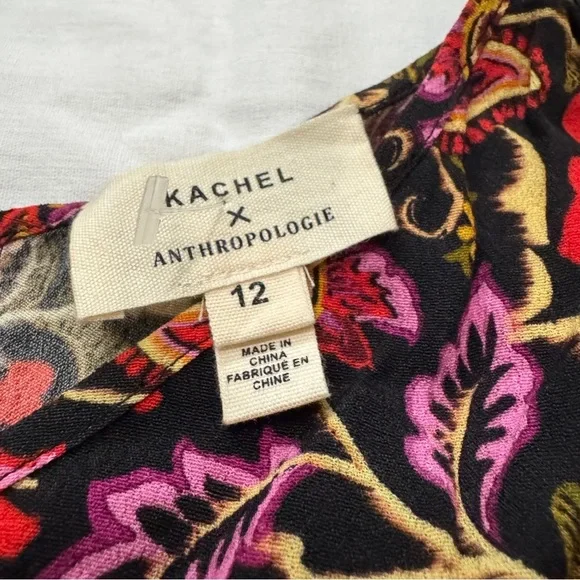 KACHEL
X
ANTHROPOLOGIE
12
MADE IN
CHINA
FABRIQUÉ EN
CHINE